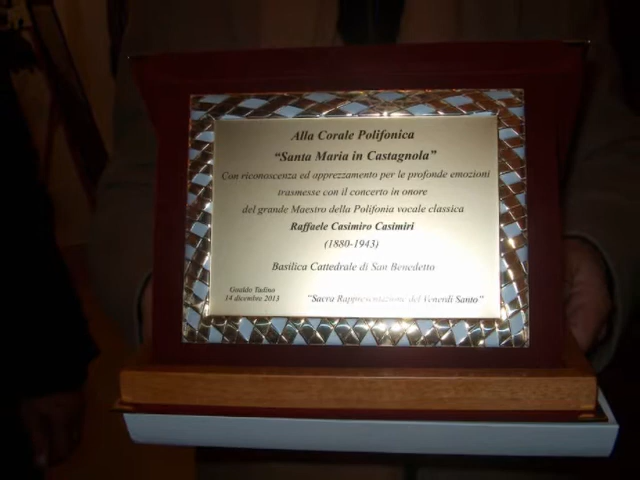 Alla Corale Polifonica
"Santa Maria in Castagnola"
Con riconoscenza ed apprezzamento per le profonde emozioni
trasmesse con il concerto in onore
del grande Maestro della Polifonia vocale classica
Raffaele Casimiro Casimiri
(1880-1943)
Basilica Cattedrale di San Benedetto
Gualdo Tadino
14 dicembre 2013
"Sacra Rappresentazione del Venerdì Santo"